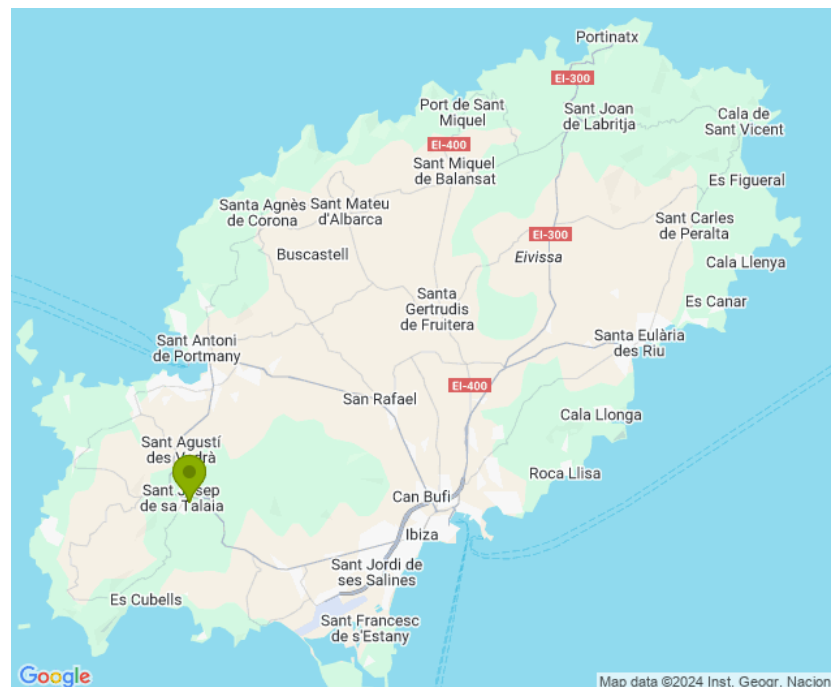 Portinatx
EI-300
Port de Sant
Miquel
Sant Joan
de Labritja
Cala de
Sant Vicent
EI-400
Sant Miquel
de Balansat
Es Figueral
Santa Agnès
de Corona
Sant Mateu
d'Albarca
Sant Carles
de Peralta
EI-300
Buscastell
Eivissa
Cala Llenya
Santa
Gertrudis
de Fruitera
Es Canar
Sant Antoni
de Portmany
Santa Eulària
des Riu
EI-400
San Rafael
Cala Llonga
Sant Agustí
des Vedrà
Roca Llisa
Sant Josep
de sa Talaia
Can Bufí
Ibiza
Sant Jordi de
ses Salines
Es Cubells
Sant Francesc
de s'Estany
Google
Map data ©2024 Inst. Geogr. Nacion